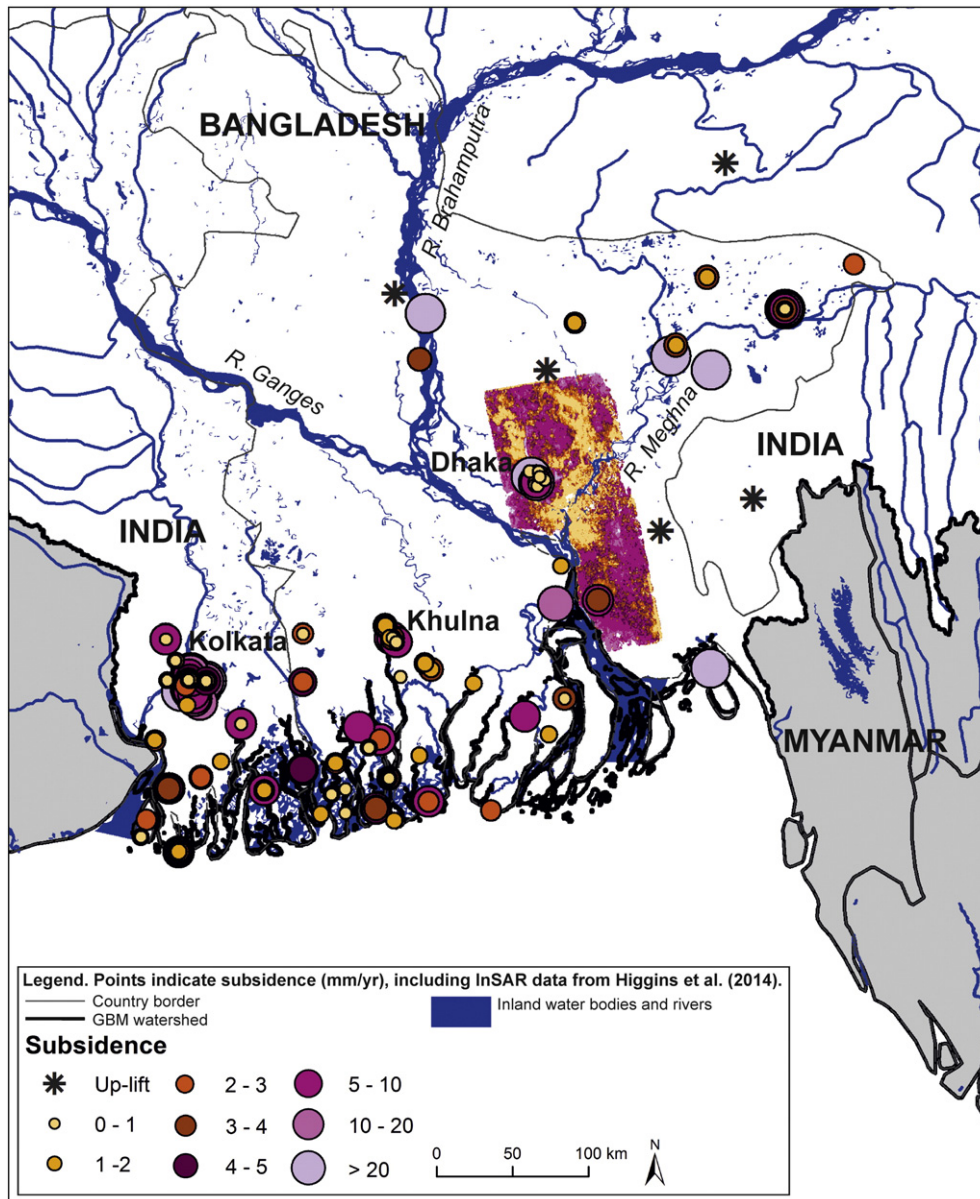 BANGLADESH
R. Brahamputra
R. Ganges
R. Meghna
Dhaka
INDIA
INDIA
Khulna
Kolkata
MYANMAR
Legend. Points indicate subsidence (mm/yr), including InSAR data from Higgins et al. (2014).
Country border
Inland water bodies and rivers
GBM watershed
Subsidence
Up-lift
2 - 3
5 - 10
0 - 1
3 - 4
10 - 20
1 -2
4 - 5
> 20
0 50 100 km
N